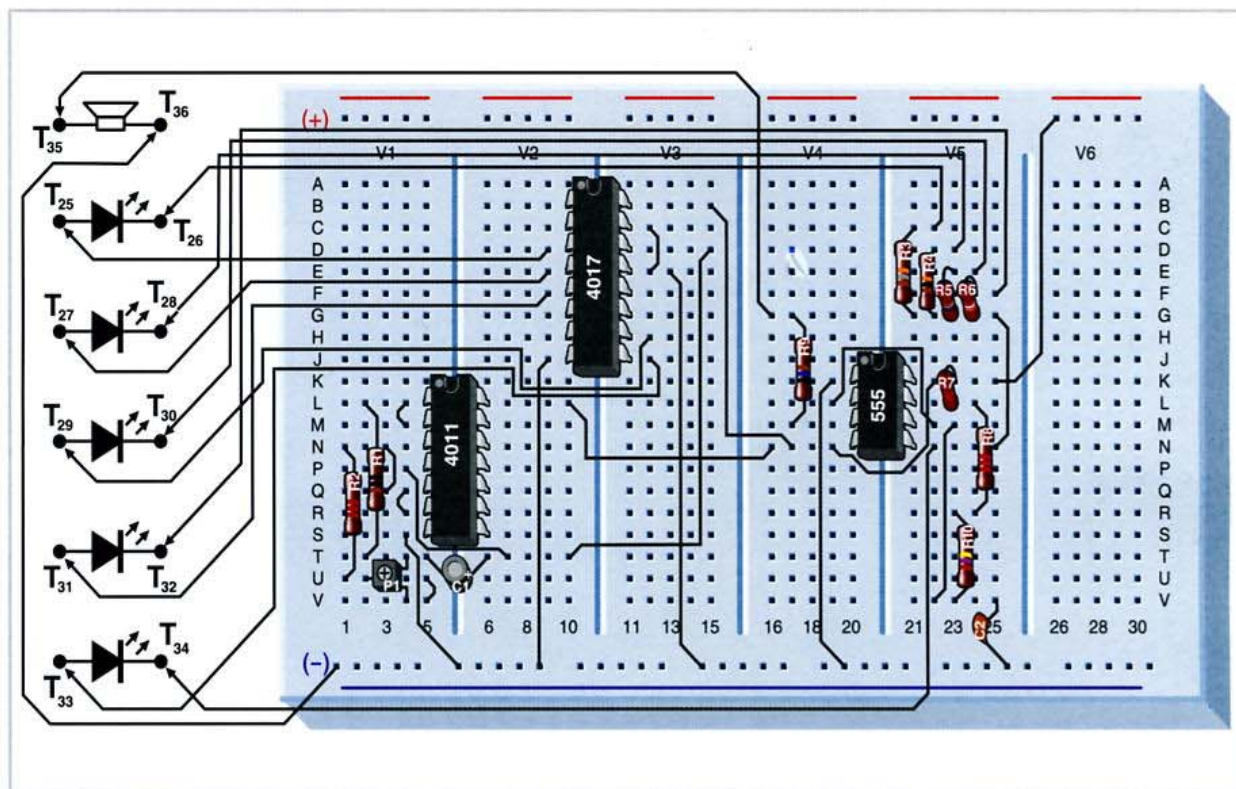 T36
T35
T25
T26
T27
T28
T29
T30
T31
T32
T33
T34
(+)
V1 V2 V3 V4 V5 V6
A A
B B
C C
D D
E E
F F
G G
H H
J J
K K
L L
M M
N N
P P
Q Q
R R
S S
T T
U U
V V
4017
4011
555
R3
R4
R5 R6
R9
R7
R1
R2
R8
R10
P1 C1
C2
1 3 5 6 8 10 11 13 15 16 18 20 21 23 25 26 28 30
(-)